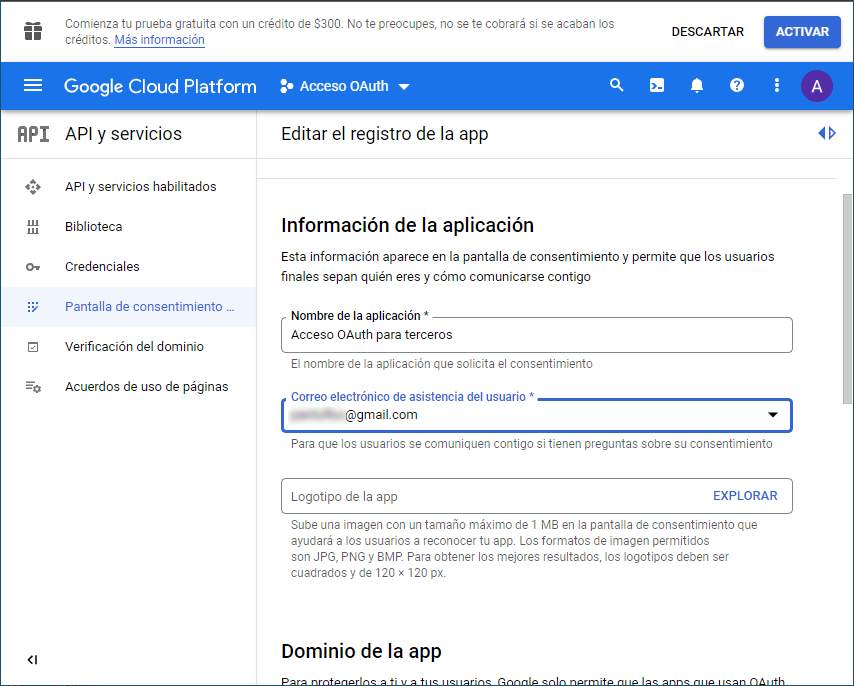 Comienza tu prueba gratuita con un crédito de $300. No te preocupes, no se te cobrará si se acaban los
créditos. Más información
DESCARTAR
ACTIVAR
Google Cloud Platform
Acceso OAuth
A
API API y servicios
Editar el registro de la app
API y servicios habilitados
Biblioteca
Credenciales
Pantalla de consentimiento ...
Verificación del dominio
Acuerdos de uso de páginas
Información de la aplicación
Esta información aparece en la pantalla de consentimiento y permite que los usuarios
finales sepan quién eres y cómo comunicarse contigo
Nombre de la aplicación *
Acceso OAuth para terceros
El nombre de la aplicación que solicita el consentimiento
Correo electrónico de asistencia del usuario *
@gmail.com
Para que los usuarios se comuniquen contigo si tienen preguntas sobre su consentimiento
Logotipo de la app
EXPLORAR
Sube una imagen con un tamaño máximo de 1 MB en la pantalla de consentimiento que
ayudará a los usuarios a reconocer tu app. Los formatos de imagen permitidos
son JPG, PNG y BMP. Para obtener los mejores resultados, los logotipos deben ser
cuadrados y de 120 × 120 px.
Dominio de la app
Para protegerlos a ti y a tus usuarios, Google solo permite que las apps que usan OAuth